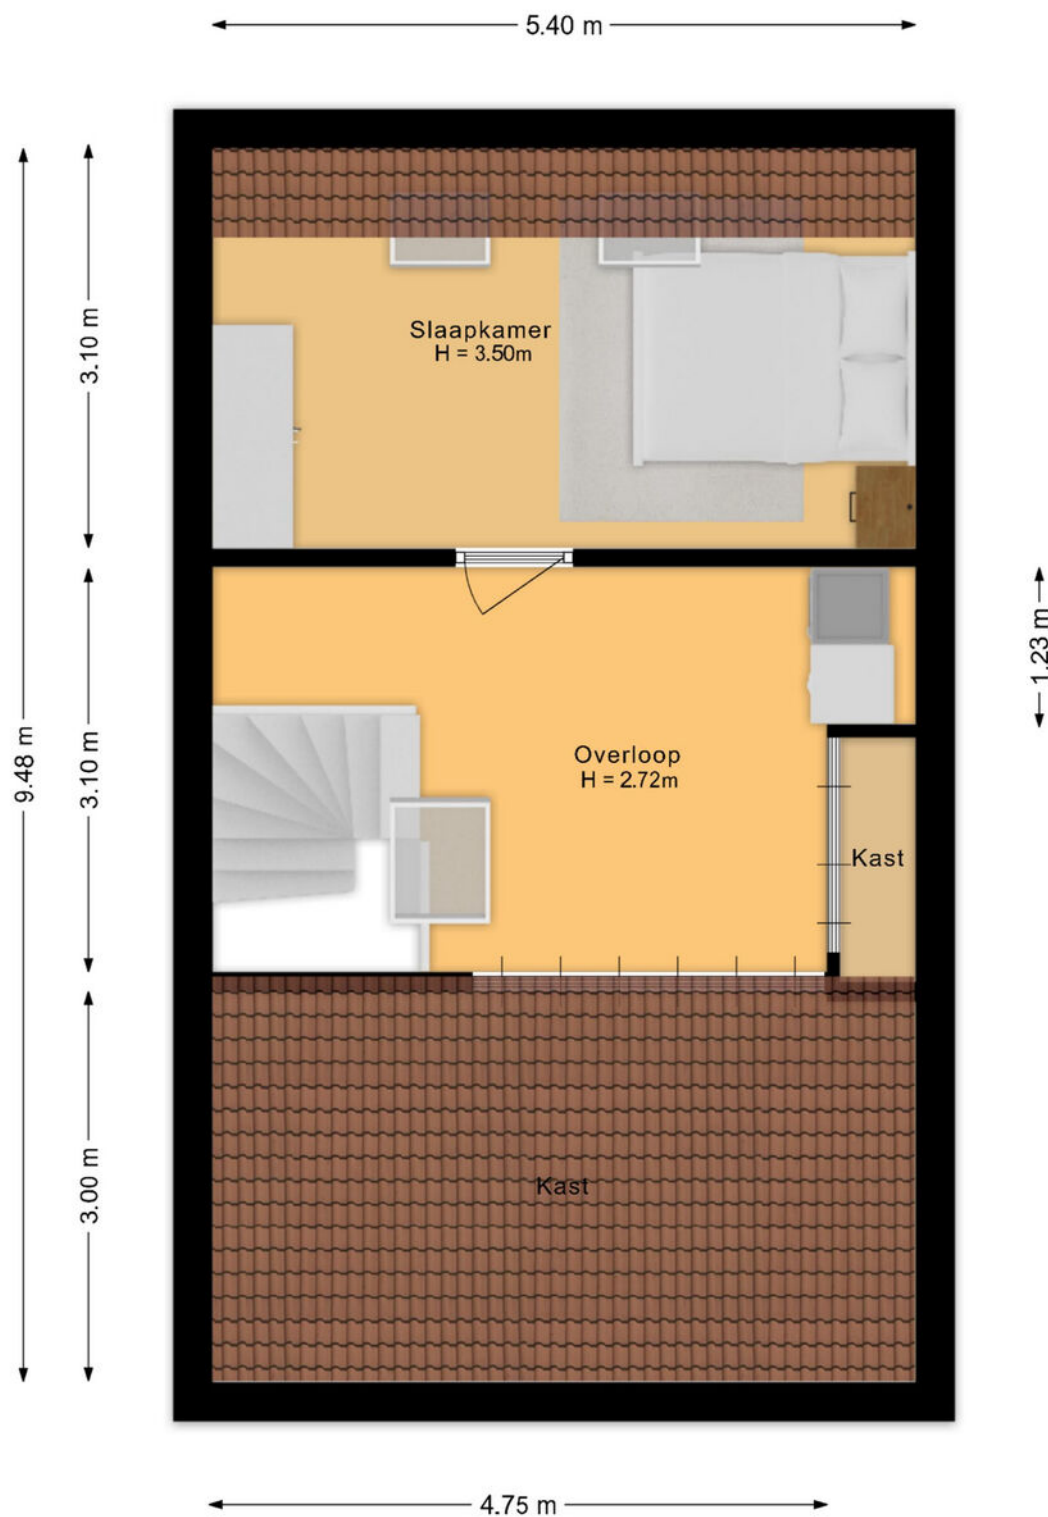 5.40 m
3.10 m
Slaapkamer
H = 3.50m
1.23 m
9.48 m
3.10 m
Overloop
H = 2.72m
Kast
3.00 m
Kast
4.75 m